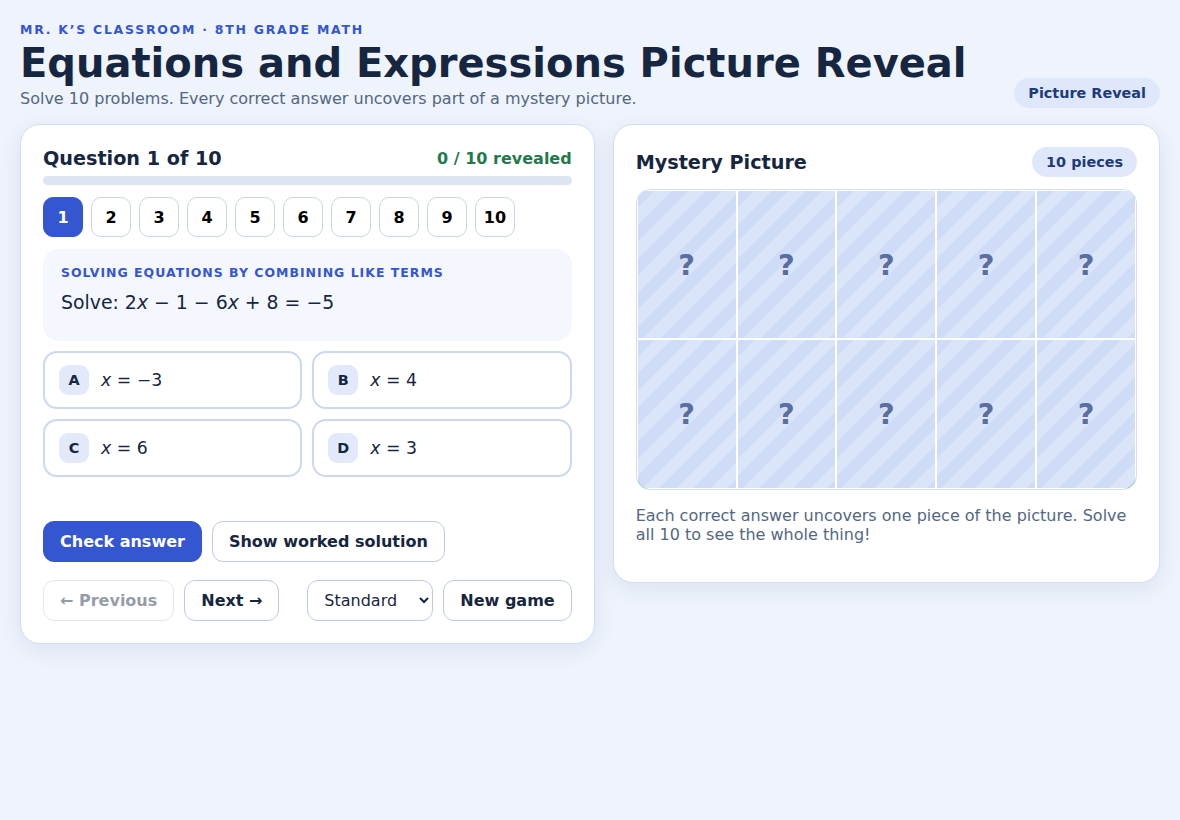 MR. K’S CLASSROOM · 8TH GRADE MATH
Equations and Expressions Picture Reveal
Solve 10 problems. Every correct answer uncovers part of a mystery picture.
Picture Reveal
Question 1 of 10
0 / 10 revealed
1 2 3 4 5 6 7 8 9 10
SOLVING EQUATIONS BY COMBINING LIKE TERMS
Solve: 2x − 1 − 6x + 8 = −5
A x = −3
B x = 4
C x = 6
D x = 3
Check answer
Show worked solution
← Previous
Next →
Standard
New game
Mystery Picture
10 pieces
? ? ? ? ?
? ? ? ? ?
Each correct answer uncovers one piece of the picture. Solve
all 10 to see the whole thing!